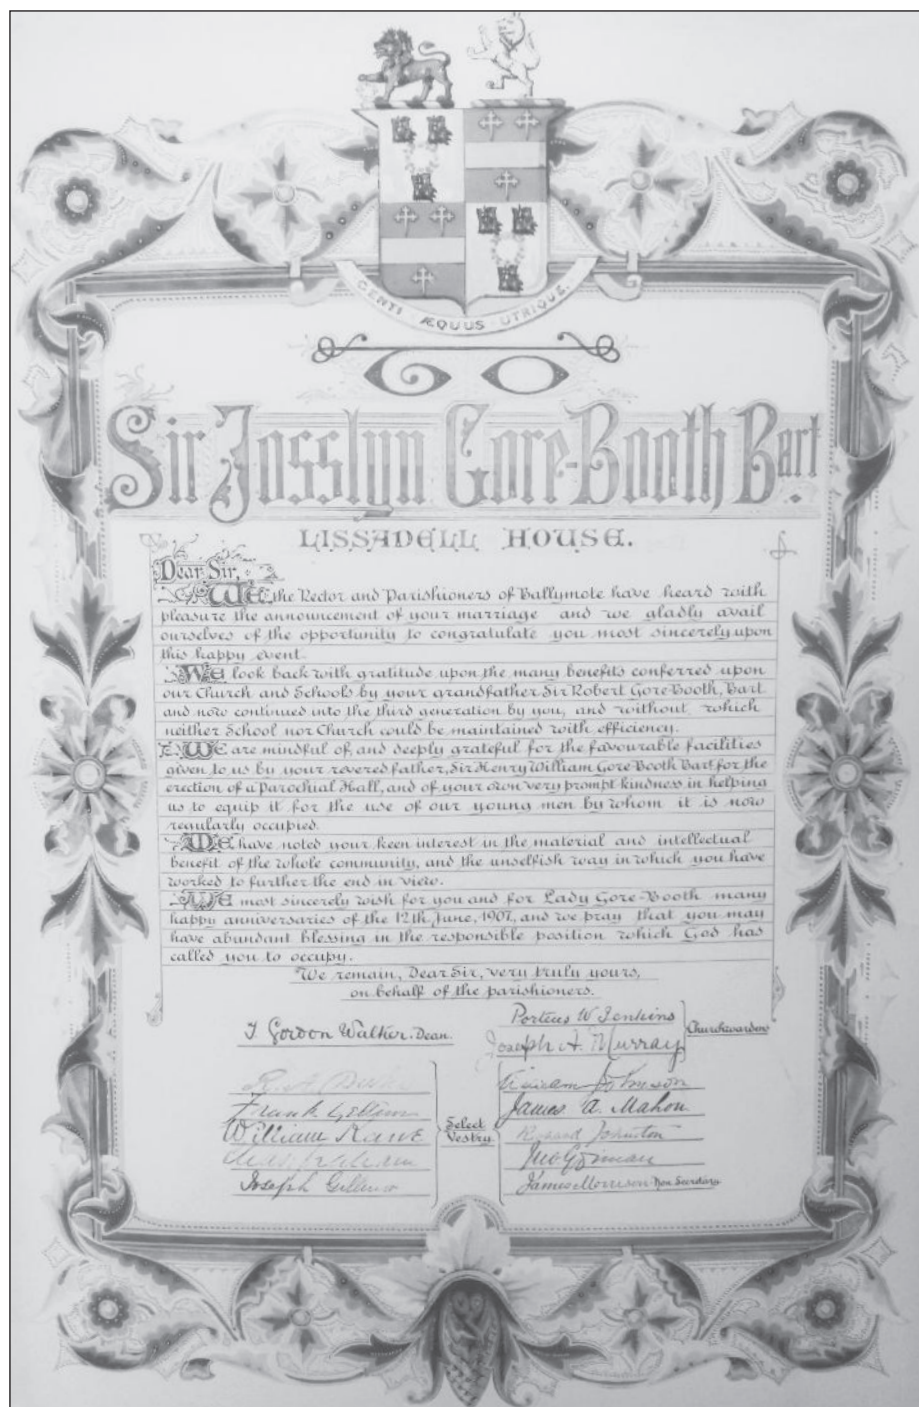 GENTI ÆQUUS UTRIQUE.
TO
Sir Josslyn Gore-Booth Bart.
LISSADELL HOUSE.
Dear Sir,
WE the Rector and Parishioners of Ballymote have heard with
pleasure the announcement of your marriage and we gladly avail
ourselves of the opportunity to congratulate you most sincerely upon
this happy event.
WE look back with gratitude upon the many benefits conferred upon
our Church and Schools by your grandfather Sir Robert Gore-Booth, Bart
and now continued into the third generation by you, and without which
neither School nor Church could be maintained with efficiency.
WE are mindful of, and deeply grateful for the favourable facilities
given to us by your revered father, Sir Henry William Gore-Booth Bart for the
erection of a Parochial Hall, and of your own very prompt kindness in helping
us to equip it for the use of our young men by whom it is now
regularly occupied.
WE have noted your keen interest in the material and intellectual
benefit of the whole community, and the unselfish way in which you have
worked to further the end in view.
WE most sincerely wish for you and for Lady Gore-Booth many
happy anniversaries of the 12th June, 1907, and we pray that you may
have abundant blessing in the responsible position which God has
called you to occupy.
We remain, Dear Sir, very truly yours,
on behalf of the parishioners.
T. Gordon Walker. Dean.
Porteus W Jenkins
Joseph A. Murray
Churchwardens
Frank
William
Joseph
Select
Vestry
Johnson
James A. Mahon.
Johnston
James Morrison Hon Secretary